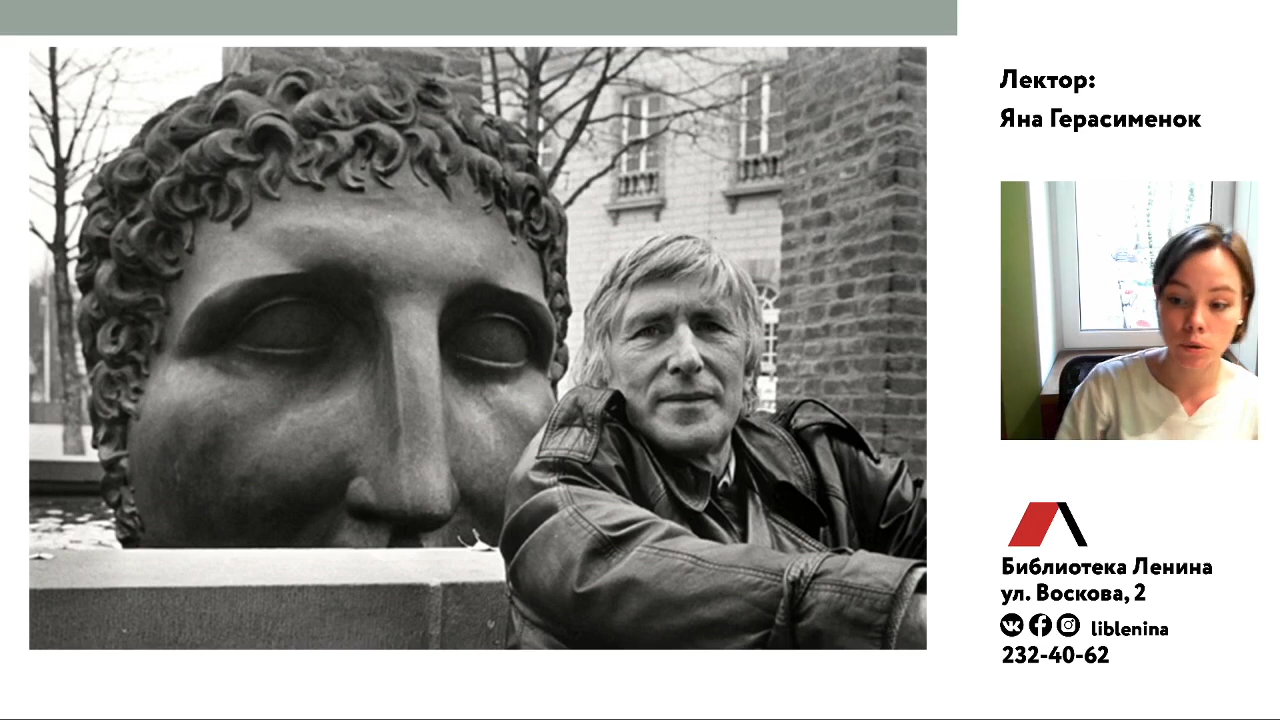 Лектор:
Яна Герасименок
Библиотека Ленина
ул. Воскова, 2
liblenina
232-40-62